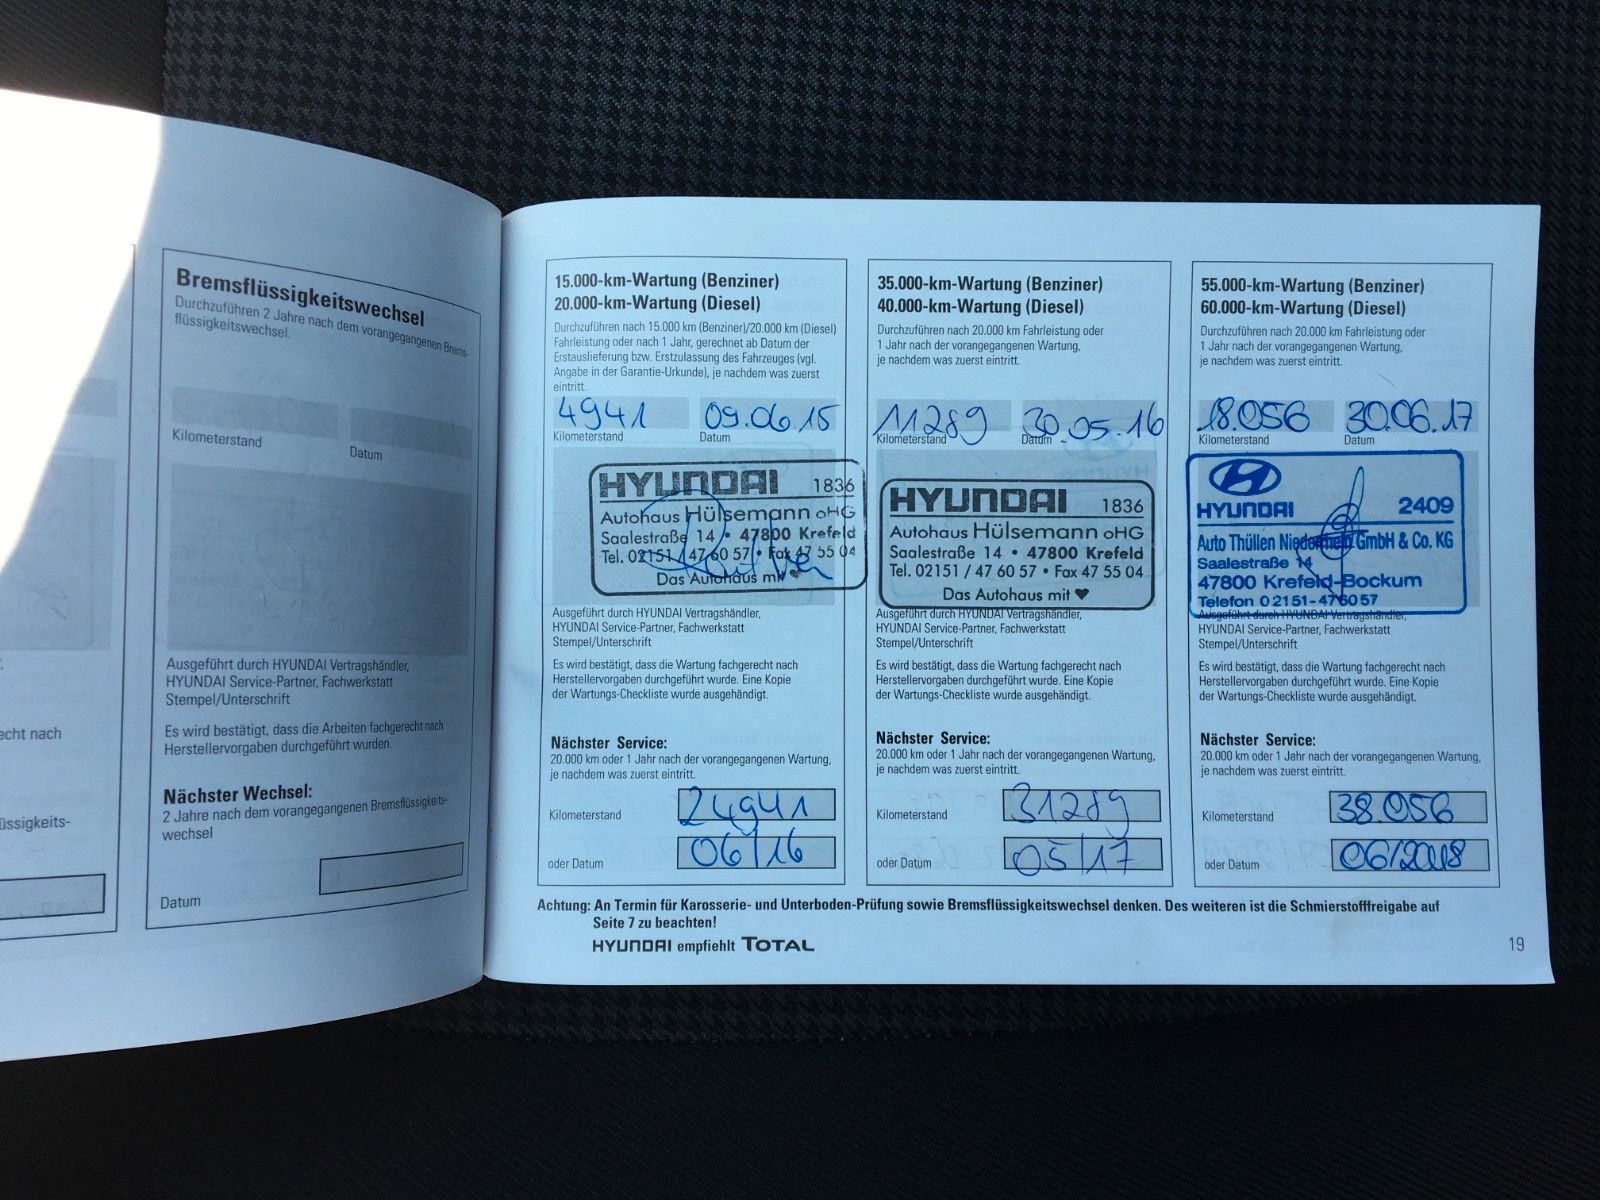 echt nach
üssigkeits-
Bremsflüssigkeitswechsel
Durchzuführen 2 Jahre nach dem vorangegangenen Brems-
flüssigkeitswechsel.
Kilometerstand
Datum
Ausgeführt durch HYUNDAI Vertragshändler,
HYUNDAI Service-Partner, Fachwerkstatt
Stempel/Unterschrift
Es wird bestätigt, dass die Arbeiten fachgerecht nach
Herstellervorgaben durchgeführt wurden.
Nächster Wechsel:
2 Jahre nach dem vorangegangenen Bremsflüssigkeits-
wechsel
Datum
15.000-km-Wartung (Benziner)
20.000-km-Wartung (Diesel)
Durchzuführen nach 15.000 km (Benziner)/20.000 km (Diesel)
Fahrleistung oder nach 1 Jahr, gerechnet ab Datum der
Erstauslieferung bzw. Erstzulassung des Fahrzeuges (vgl.
Angabe in der Garantie-Urkunde), je nachdem was zuerst
eintritt.
4941 09.06.15
Kilometerstand Datum
HYUNDAI 1836
Autohaus Hülsemann oHG
Saalestraße 14 • 47800 Krefeld
Tel. 02151 / 47 60 57 • Fax 47 55 04
Das Autohaus mit ♥
Ausgeführt durch HYUNDAI Vertragshändler,
HYUNDAI Service-Partner, Fachwerkstatt
Stempel/Unterschrift
Es wird bestätigt, dass die Wartung fachgerecht nach
Herstellervorgaben durchgeführt wurde. Eine Kopie
der Wartungs-Checkliste wurde ausgehändigt.
Nächster Service:
20.000 km oder 1 Jahr nach der vorangegangenen Wartung,
je nachdem was zuerst eintritt.
Kilometerstand 24941
oder Datum 06/16
35.000-km-Wartung (Benziner)
40.000-km-Wartung (Diesel)
Durchzuführen nach 20.000 km Fahrleistung oder
1 Jahr nach der vorangegangenen Wartung,
je nachdem was zuerst eintritt.
11289 30.05.16
Kilometerstand Datum
HYUNDAI 1836
Autohaus Hülsemann oHG
Saalestraße 14 • 47800 Krefeld
Tel. 02151 / 47 60 57 • Fax 47 55 04
Das Autohaus mit ♥
Ausgeführt durch HYUNDAI Vertragshändler,
HYUNDAI Service-Partner, Fachwerkstatt
Stempel/Unterschrift
Es wird bestätigt, dass die Wartung fachgerecht nach
Herstellervorgaben durchgeführt wurde. Eine Kopie
der Wartungs-Checkliste wurde ausgehändigt.
Nächster Service:
20.000 km oder 1 Jahr nach der vorangegangenen Wartung,
je nachdem was zuerst eintritt.
Kilometerstand 31289
oder Datum 05/17
55.000-km-Wartung (Benziner)
60.000-km-Wartung (Diesel)
Durchzuführen nach 20.000 km Fahrleistung oder
1 Jahr nach der vorangegangenen Wartung,
je nachdem was zuerst eintritt.
18.056 30.06.17
Kilometerstand Datum
HYUNDAI 2409
Auto Thüllen Niederrhein GmbH & Co. KG
Saalestraße 14
47800 Krefeld-Bockum
Telefon 0 21 51-47 60 57
Ausgeführt durch HYUNDAI Vertragshändler,
HYUNDAI Service-Partner, Fachwerkstatt
Stempel/Unterschrift
Es wird bestätigt, dass die Wartung fachgerecht nach
Herstellervorgaben durchgeführt wurde. Eine Kopie
der Wartungs-Checkliste wurde ausgehändigt.
Nächster Service:
20.000 km oder 1 Jahr nach der vorangegangenen Wartung,
je nachdem was zuerst eintritt.
Kilometerstand 38.056
oder Datum 06/2018
Achtung: An Termin für Karosserie- und Unterboden-Prüfung sowie Bremsflüssigkeitswechsel denken. Des weiteren ist die Schmierstofffreigabe auf
Seite 7 zu beachten!
HYUNDAI empfiehlt TOTAL
19